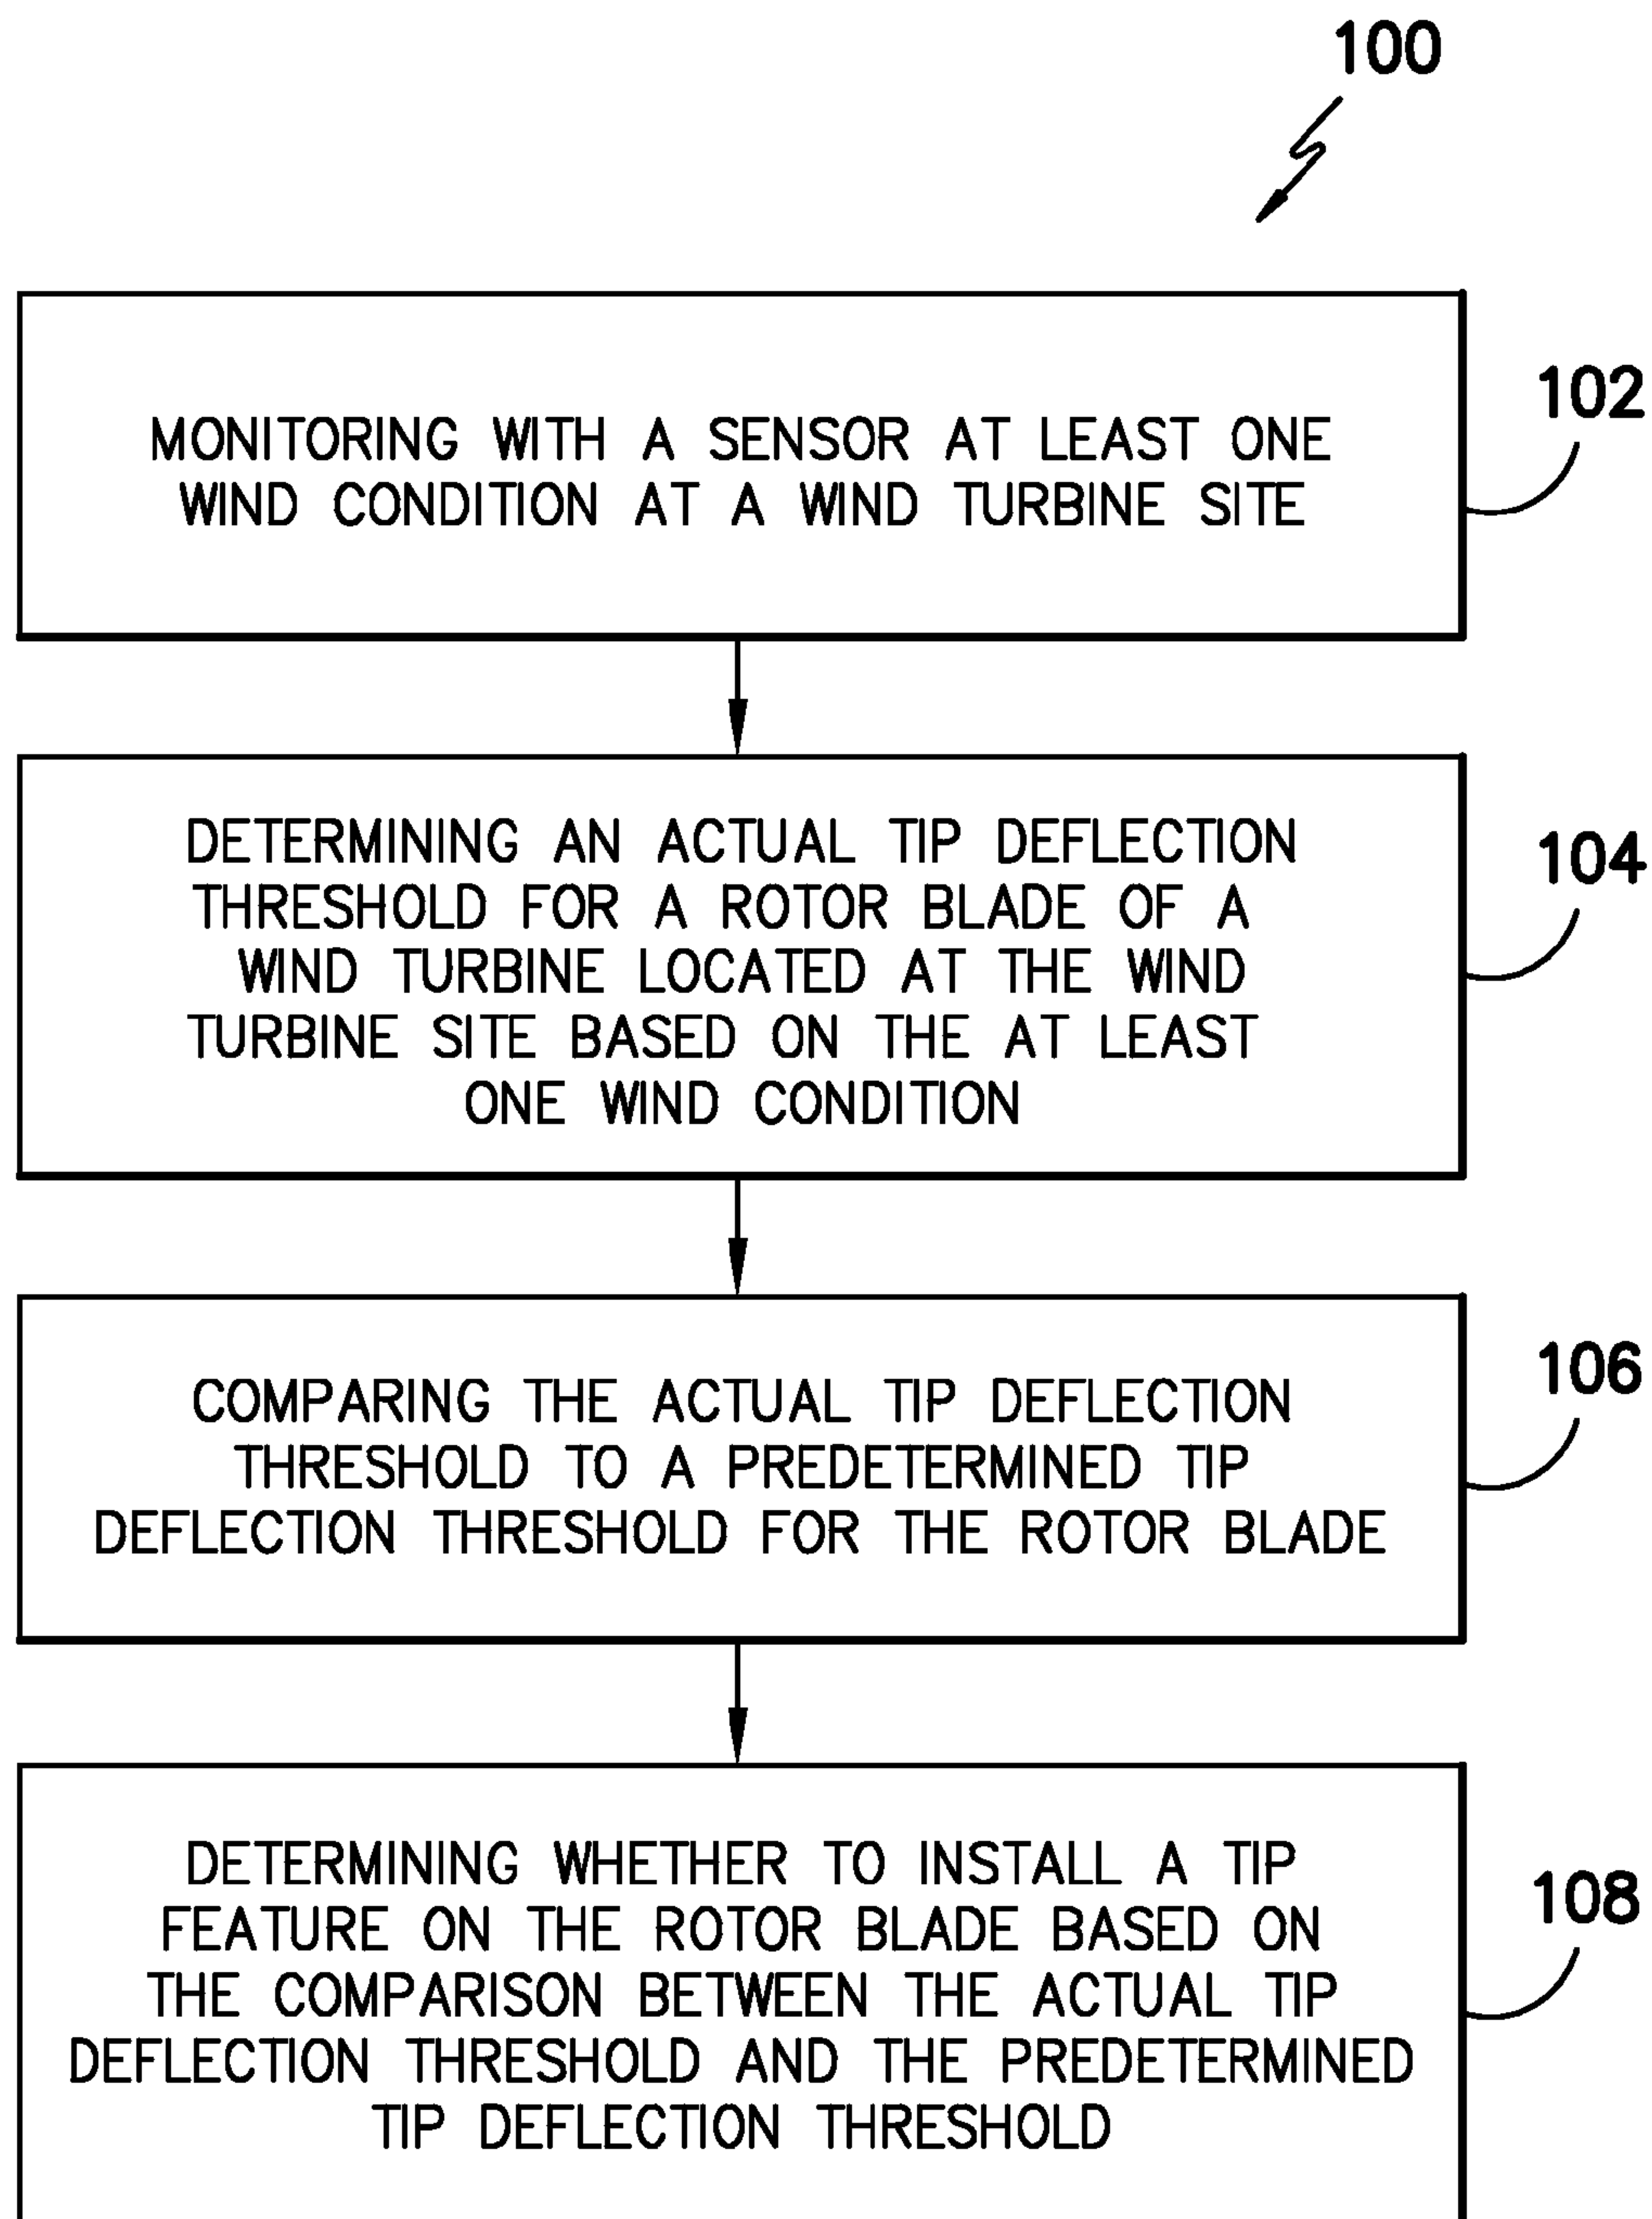 100
MONITORING WITH A SENSOR AT LEAST ONE
WIND CONDITION AT A WIND TURBINE SITE
102
DETERMINING AN ACTUAL TIP DEFLECTION
THRESHOLD FOR A ROTOR BLADE OF A
WIND TURBINE LOCATED AT THE WIND
TURBINE SITE BASED ON THE AT LEAST
ONE WIND CONDITION
104
COMPARING THE ACTUAL TIP DEFLECTION
THRESHOLD TO A PREDETERMINED TIP
DEFLECTION THRESHOLD FOR THE ROTOR BLADE
106
DETERMINING WHETHER TO INSTALL A TIP
FEATURE ON THE ROTOR BLADE BASED ON
THE COMPARISON BETWEEN THE ACTUAL TIP
DEFLECTION THRESHOLD AND THE PREDETERMINED
TIP DEFLECTION THRESHOLD
108